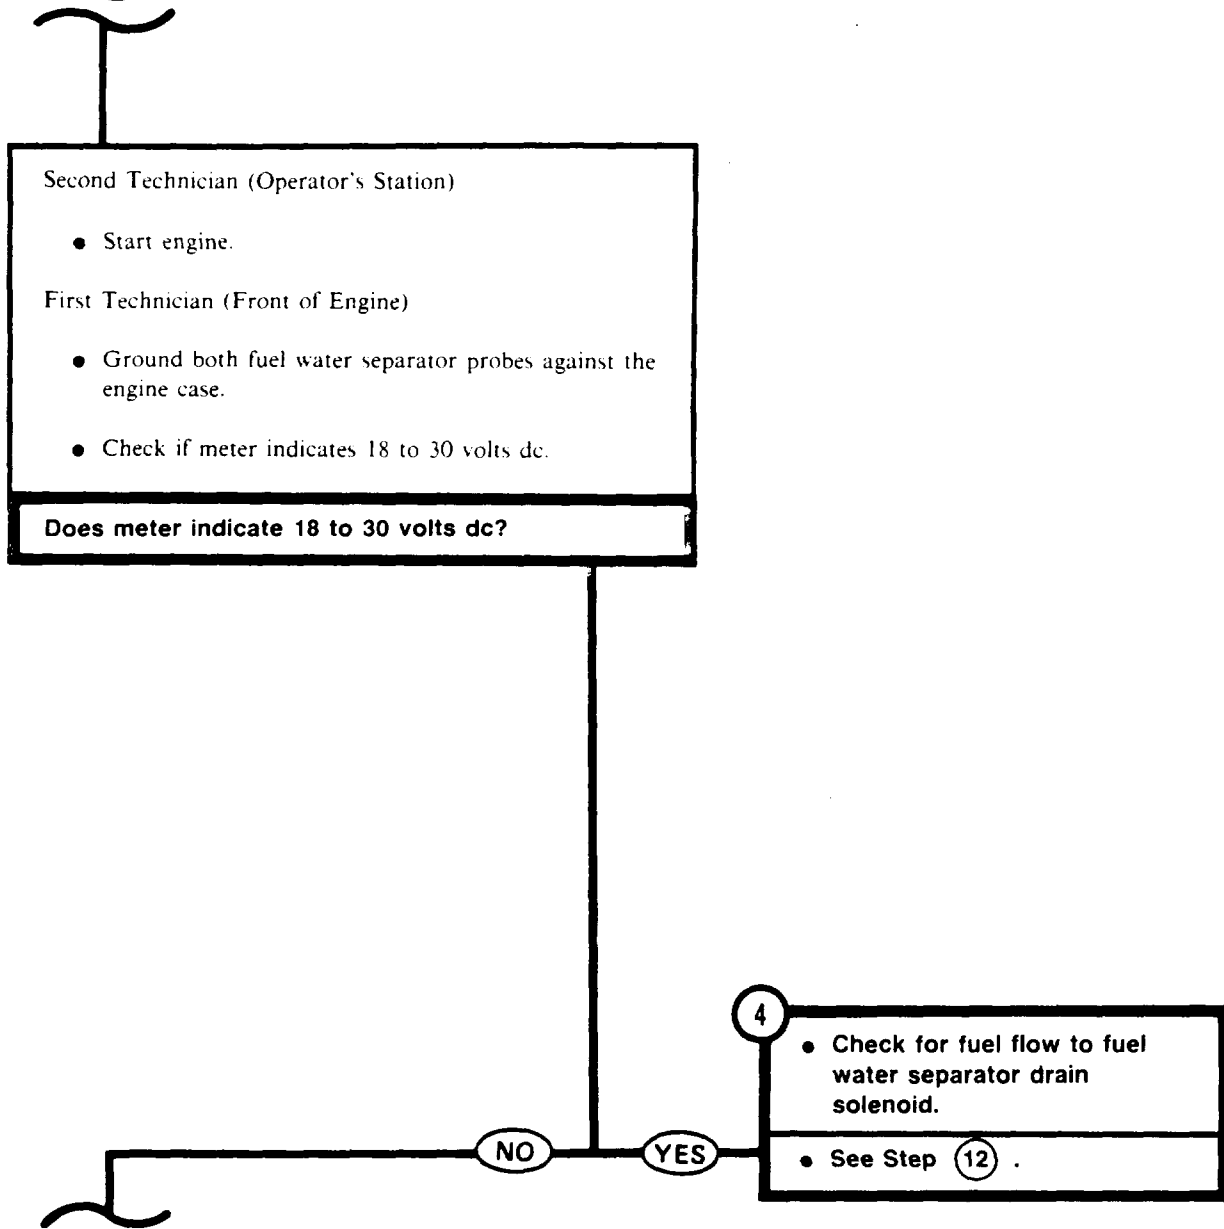 Second Technician (Operator's Station)
● Start engine.
First Technician (Front of Engine)
● Ground both fuel water separator probes against the
engine case.
● Check if meter indicates 18 to 30 volts dc.
Does meter indicate 18 to 30 volts dc?
4
● Check for fuel flow to fuel
water separator drain
solenoid.
NO
YES
● See Step 12 .